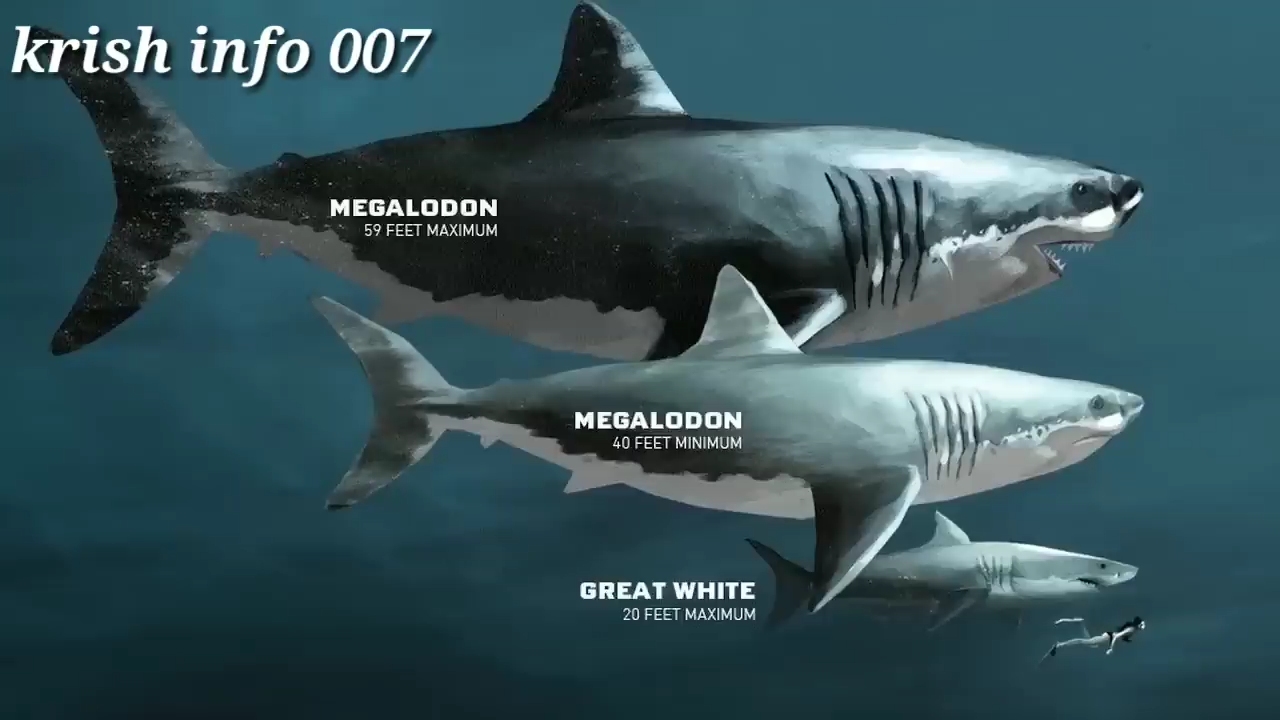 krish info 007
MEGALODON
59 FEET MAXIMUM
MEGALODON
40 FEET MINIMUM
GREAT WHITE
20 FEET MAXIMUM